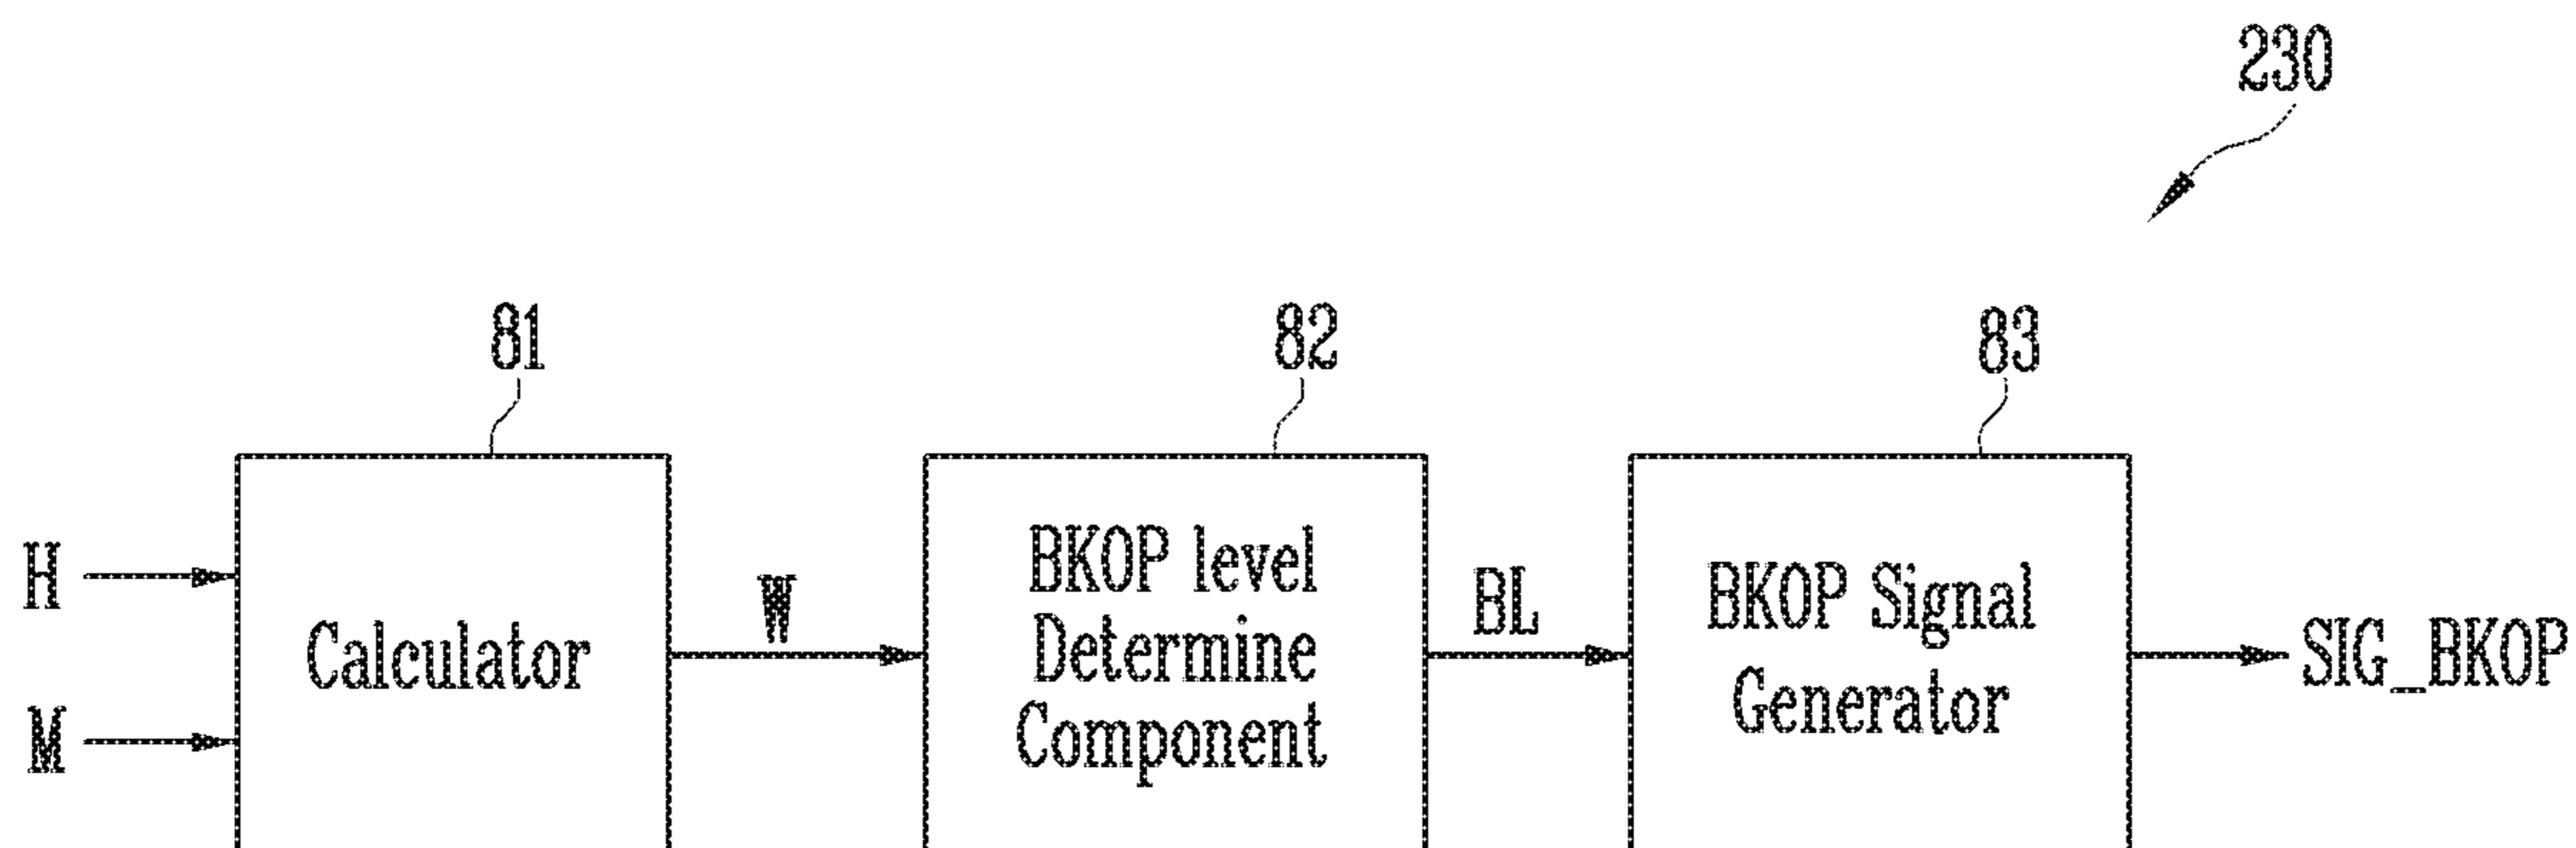 230
81
82
83
H
M
Calculator
W
BKOP level
Determine
Component
BL
BKOP Signal
Generator
SIG_BKOP